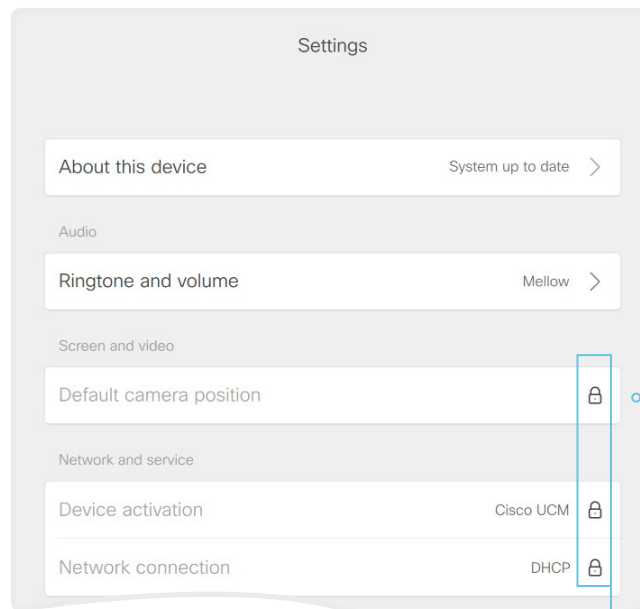 Settings
About this device System up to date
Audio
Ringtone and volume Mellow
Screen and video
Default camera position
Network and service
Device activation Cisco UCM
Network connection DHCP